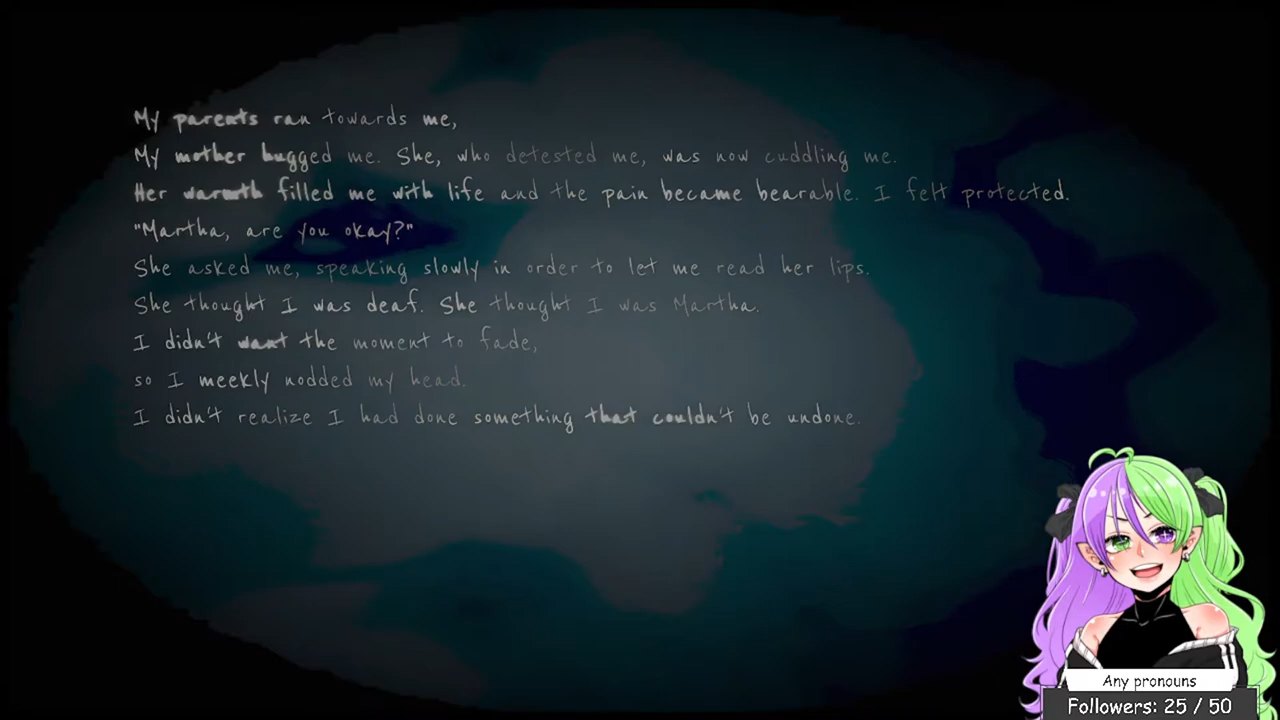 My parents ran towards me,
My mother hugged me. She, who detested me, was now cuddling me.
Her warmth filled me with life and the pain became bearable. I felt protected.
"Martha, are you okay?"
She asked me, speaking slowly in order to let me read her lips.
She thought I was deaf. She thought I was Martha.
I didn't want the moment to fade,
so I meekly nodded my head.
I didn't realize I had done something that couldn't be undone.
Any pronouns
Followers: 25 / 50